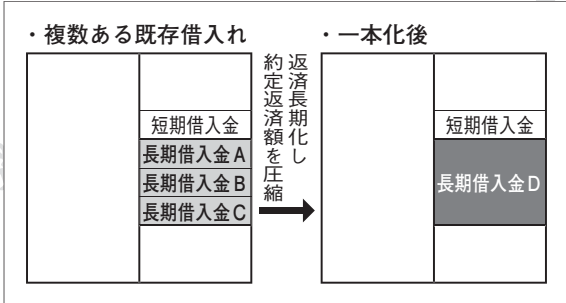 ・複数ある既存借入れ
短期借入金
長期借入金A
長期借入金B
長期借入金C
返済長期化し
約定返済額を圧縮
・一本化後
短期借入金
長期借入金D